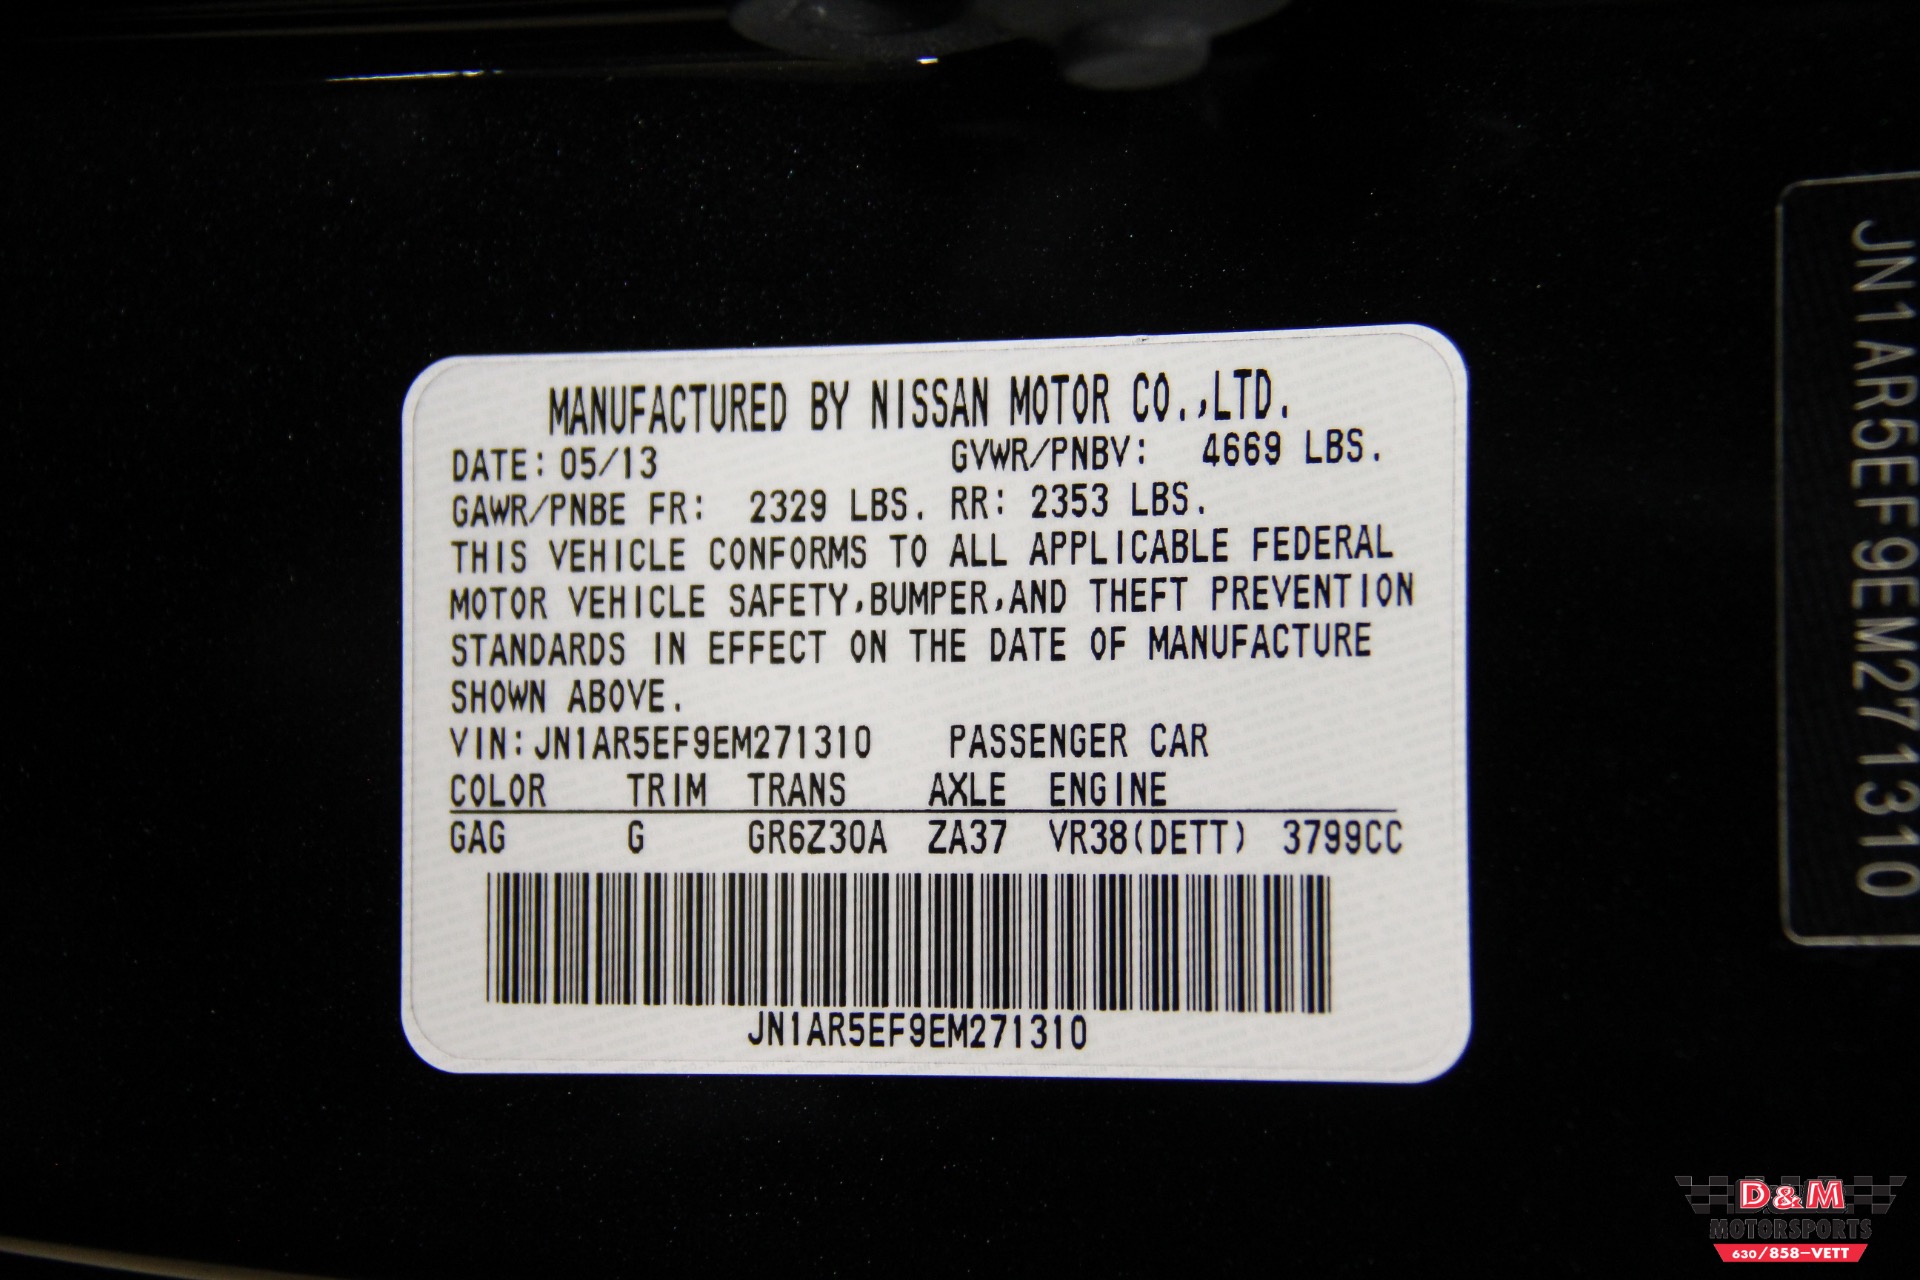 MANUFACTURED BY NISSAN MOTOR CO.,LTD.
DATE: 05/13 GVWR/PNBV: 4669 LBS.
GAWR/PNBE FR: 2329 LBS. RR: 2353 LBS.
THIS VEHICLE CONFORMS TO ALL APPLICABLE FEDERAL
MOTOR VEHICLE SAFETY,BUMPER,AND THEFT PREVENTION
STANDARDS IN EFFECT ON THE DATE OF MANUFACTURE
SHOWN ABOVE.
VIN: JN1AR5EF9EM271310 PASSENGER CAR
COLOR TRIM TRANS AXLE ENGINE
GAG G GR6Z30A ZA37 VR38(DETT) 3799CC
JN1AR5EF9EM271310
JN1AR5EF9EM271310
D&M
MOTORSPORTS
630/858-VETT